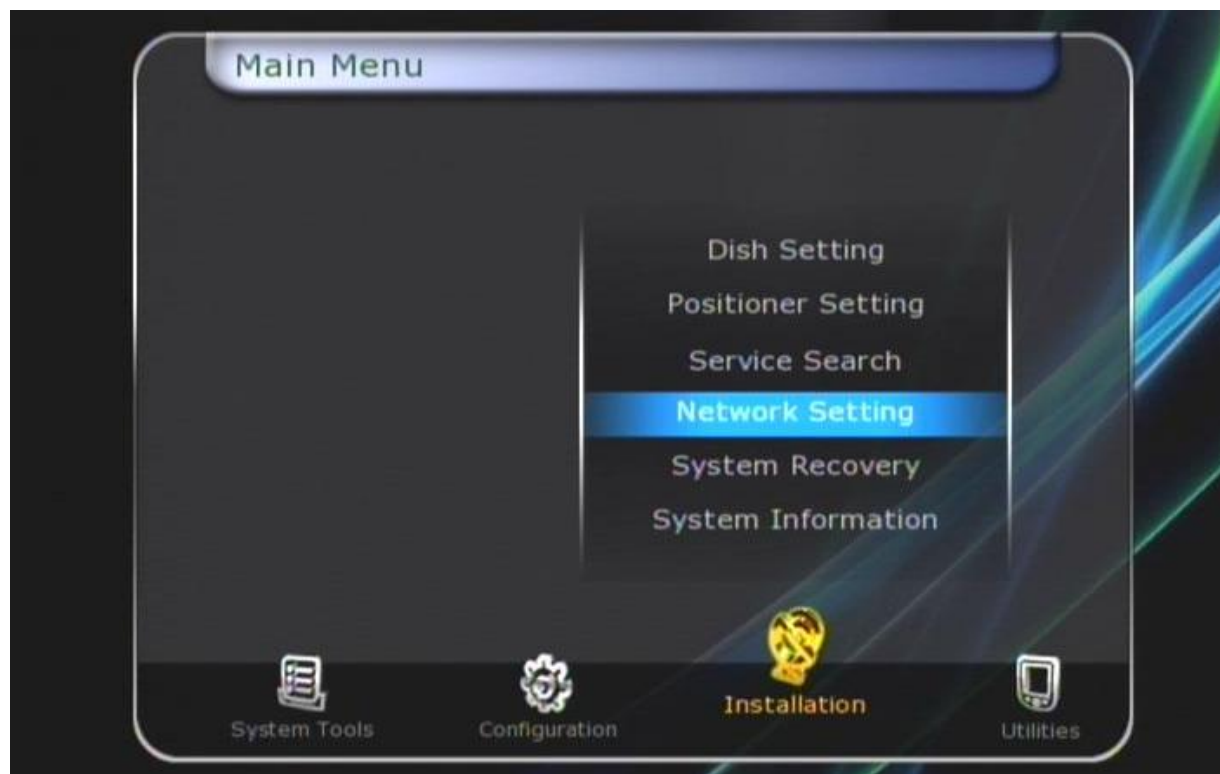 Main Menu
Dish Setting
Positioner Setting
Service Search
Network Setting
System Recovery
System Information
System Tools
Configuration
Installation
Utilities